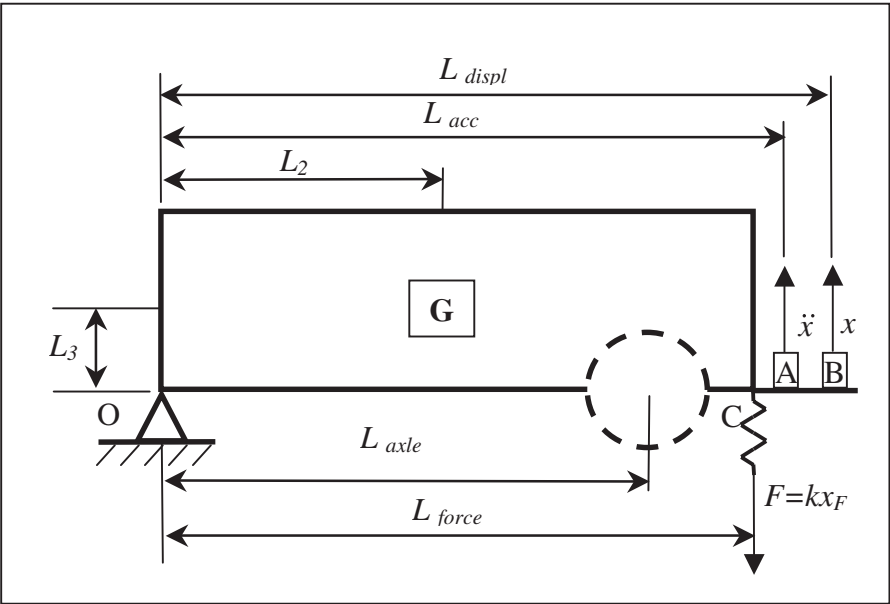 L displ
L acc
L2
G
L3
ẍ
x
A
B
O
C
L axle
F=kxF
L force